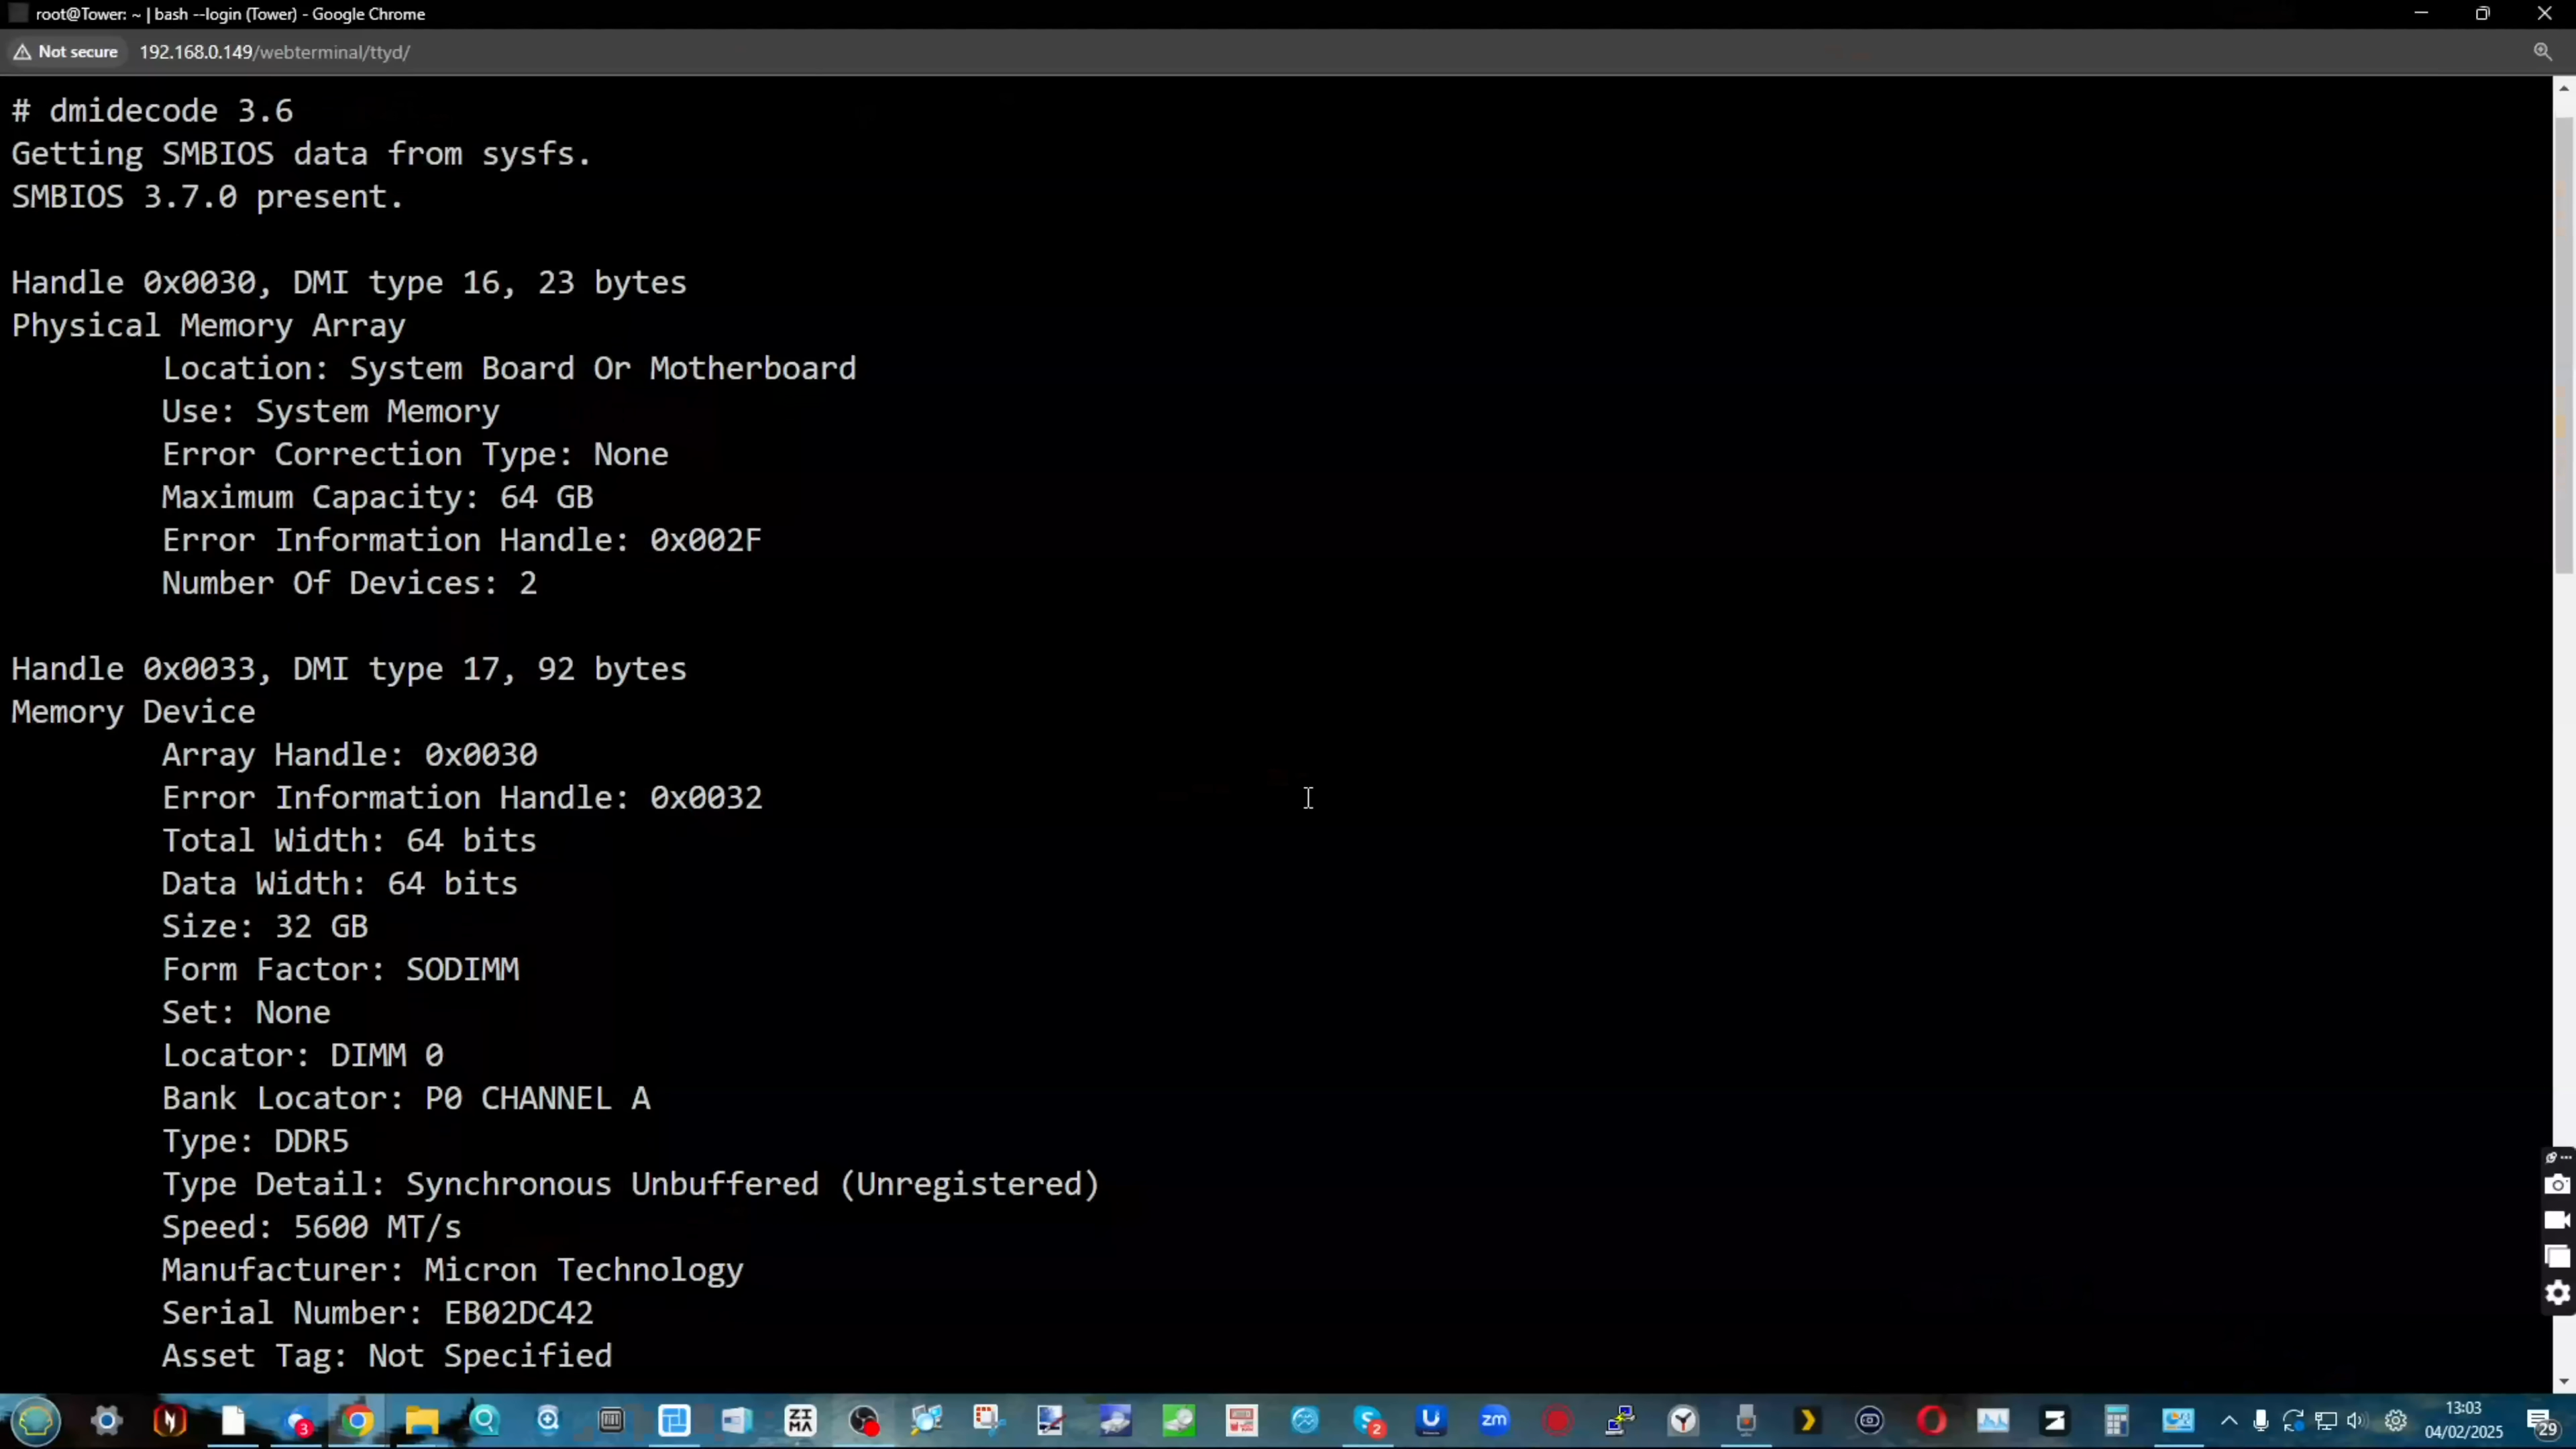 root@Tower: ~ | bash --login (Tower) - Google Chrome
Not secure 192.168.0.149/webterminal/ttyd/
# dmidecode 3.6
Getting SMBIOS data from sysfs.
SMBIOS 3.7.0 present.
Handle 0x0030, DMI type 16, 23 bytes
Physical Memory Array
Location: System Board Or Motherboard
Use: System Memory
Error Correction Type: None
Maximum Capacity: 64 GB
Error Information Handle: 0x002F
Number Of Devices: 2
Handle 0x0033, DMI type 17, 92 bytes
Memory Device
Array Handle: 0x0030
Error Information Handle: 0x0032
Total Width: 64 bits
Data Width: 64 bits
Size: 32 GB
Form Factor: SODIMM
Set: None
Locator: DIMM 0
Bank Locator: P0 CHANNEL A
Type: DDR5
Type Detail: Synchronous Unbuffered (Unregistered)
Speed: 5600 MT/s
Manufacturer: Micron Technology
Serial Number: EB02DC42
Asset Tag: Not Specified
3
ZI
MA
2
U
zm
13:03
04/02/2025
29